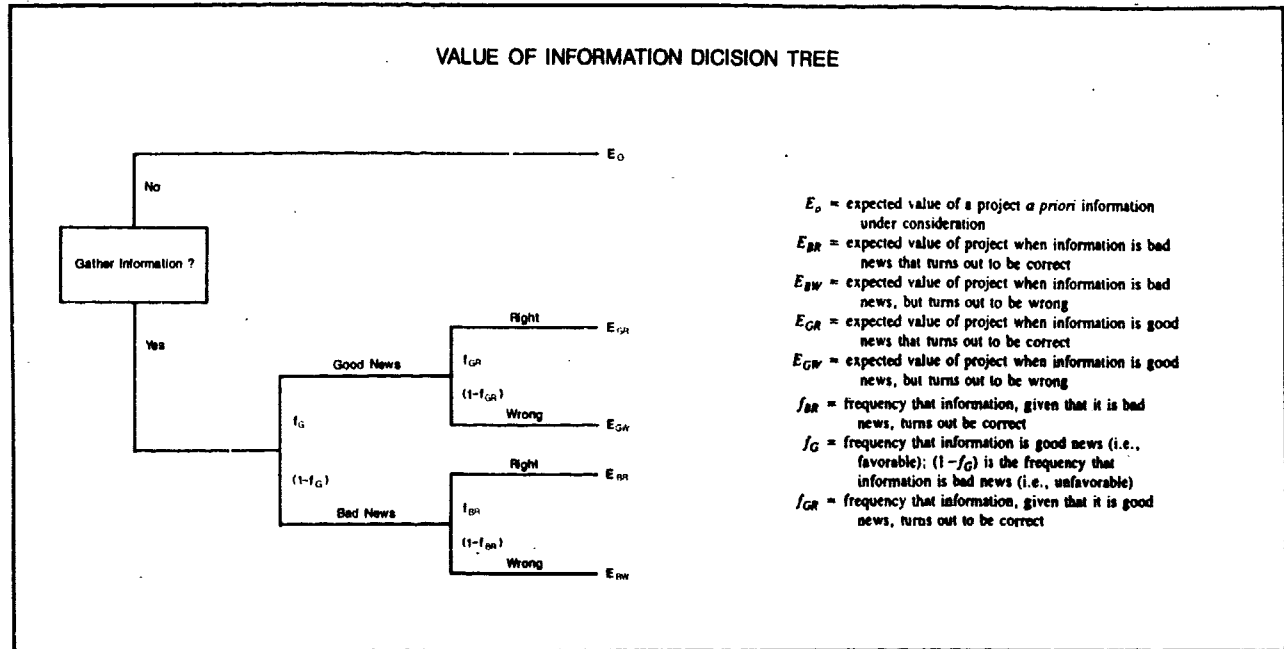 VALUE OF INFORMATION DICISION TREE
E_O
No
Gather Information ?
Yes
Right
E_GR
Good News
f_GR
(1-f_GR)
Wrong
E_GW
f_G
(1-f_G)
Right
E_BR
Bad News
f_BR
(1-f_BR)
Wrong
E_BW
E_o = expected value of a project a priori information
under consideration
E_BR = expected value of project when information is bad
news that turns out to be correct
E_BW = expected value of project when information is bad
news, but turns out to be wrong
E_GR = expected value of project when information is good
news that turns out to be correct
E_GW = expected value of project when information is good
news, but turns out to be wrong
f_BR = frequency that information, given that it is bad
news, turns out be correct
f_G = frequency that information is good news (i.e.,
favorable); (1-f_G) is the frequency that
information is bad news (i.e., unfavorable)
f_GR = frequency that information, given that it is good
news, turns out to be correct